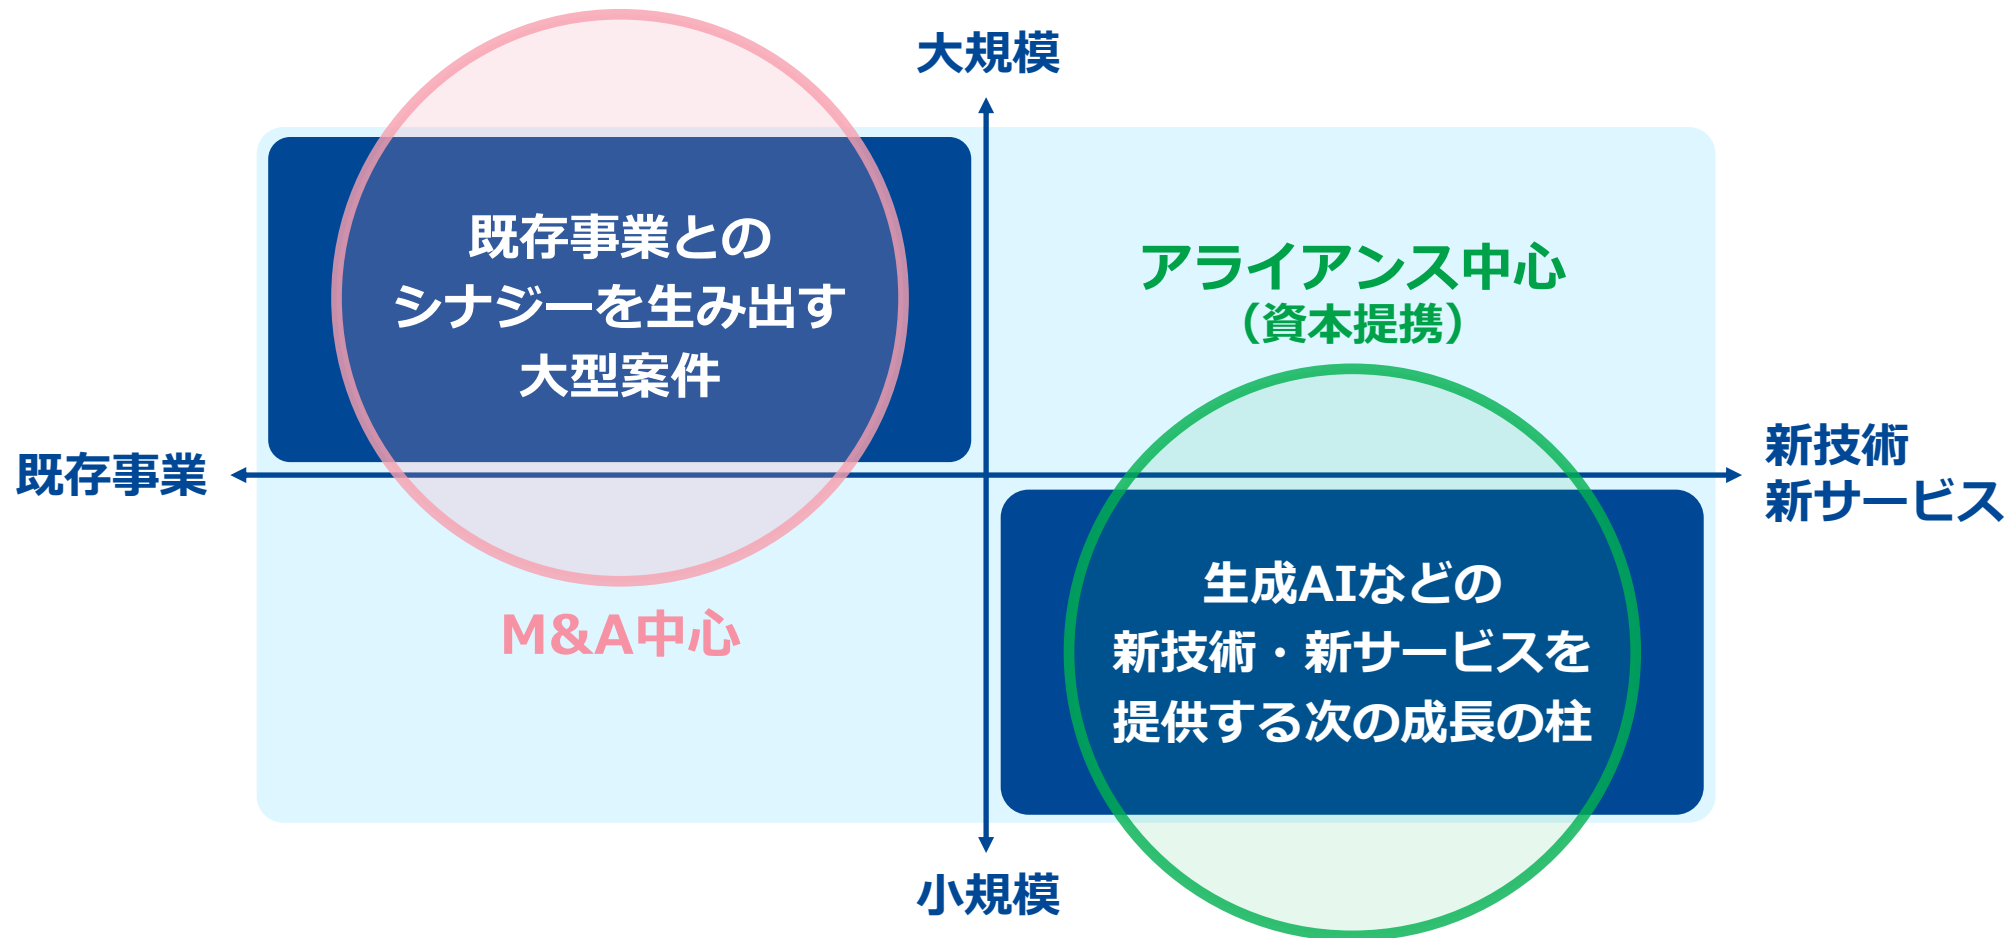 大規模
既存事業との
シナジーを生み出す
大型案件
アライアンス中心
（資本提携）
既存事業
新技術
新サービス
M&A中心
生成AIなどの
新技術・新サービスを
提供する次の成長の柱
小規模